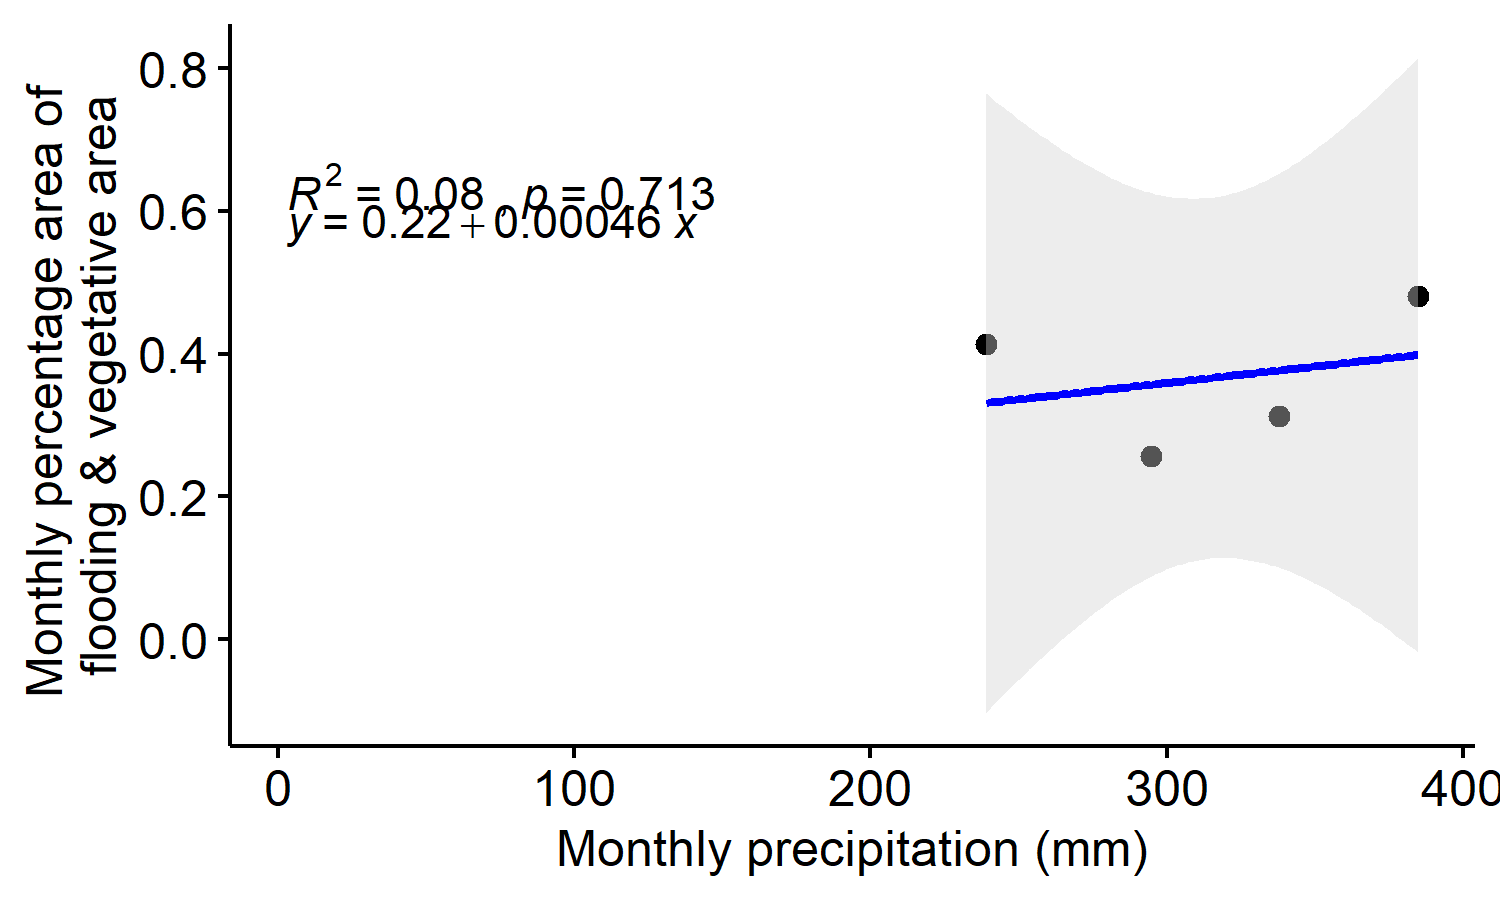 Monthly percentage area of
flooding & vegetative area
0.8
0.6
0.4
0.2
0.0
R² = 0.08 , p = 0.713
y = 0.22 + 0.00046 x
0 100 200 300 400
Monthly precipitation (mm)